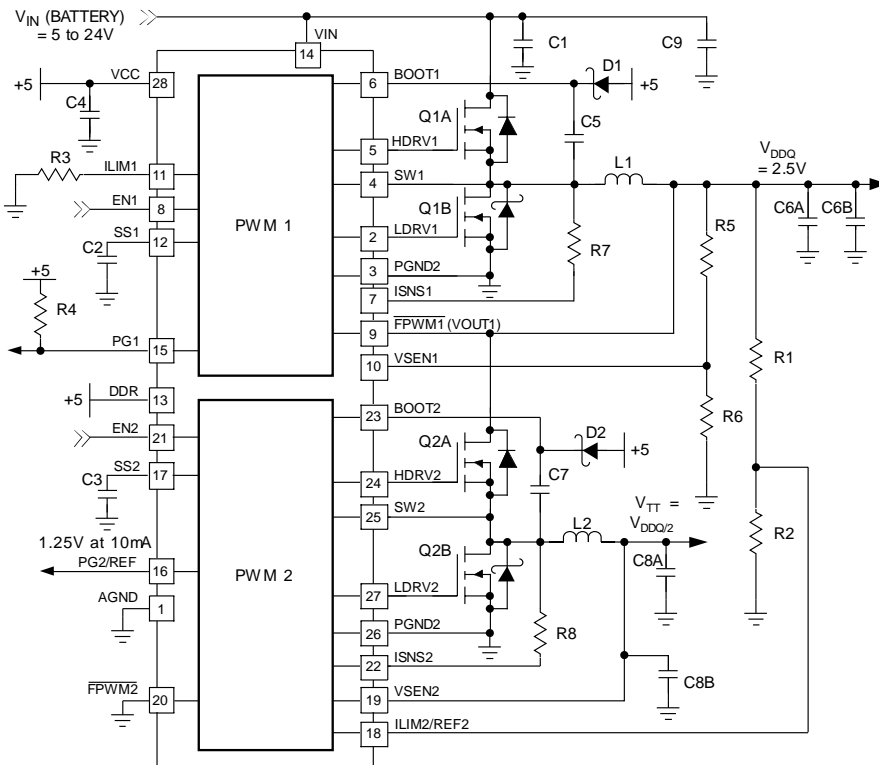 V_IN (BATTERY)
= 5 to 24V
VIN
14
C1
C9
VCC
28
+5
C4
6
BOOT1
D1
+5
Q1A
C5
5
HDRV1
R3
ILIM1
11
4
SW1
L1
V_DDQ
= 2.5V
EN1
8
PWM 1
Q1B
C6A
C6B
R5
SS1
12
C2
2
LDRV1
R7
3
PGND2
+5
7
ISNS1
R4
9
FPWM1 (VOUT1)
PG1
15
10
VSEN1
R1
DDR
+5
13
R6
23
BOOT2
EN2
21
Q2A
D2
+5
SS2
17
C3
24
HDRV2
C7
25
SW2
V_TT =
V_DDQ/2
L2
R2
1.25V at 10mA
PG2/REF
16
PWM 2
Q2B
C8A
AGND
1
27
LDRV2
26
PGND2
R8
22
ISNS2
C8B
FPWM2
20
19
VSEN2
18
ILIM2/REF2